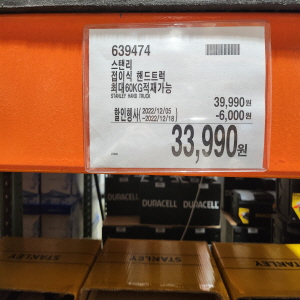 639474
스탠리
접이식 핸드트럭
최대60KG적재가능
STANLEY HAND TRUCK
39,990원
할인행사 2022/12/05 -6,000원
~2022/12/18
33,990원
DURACELL DURACELL
STANLEY STANLEY STANLEY